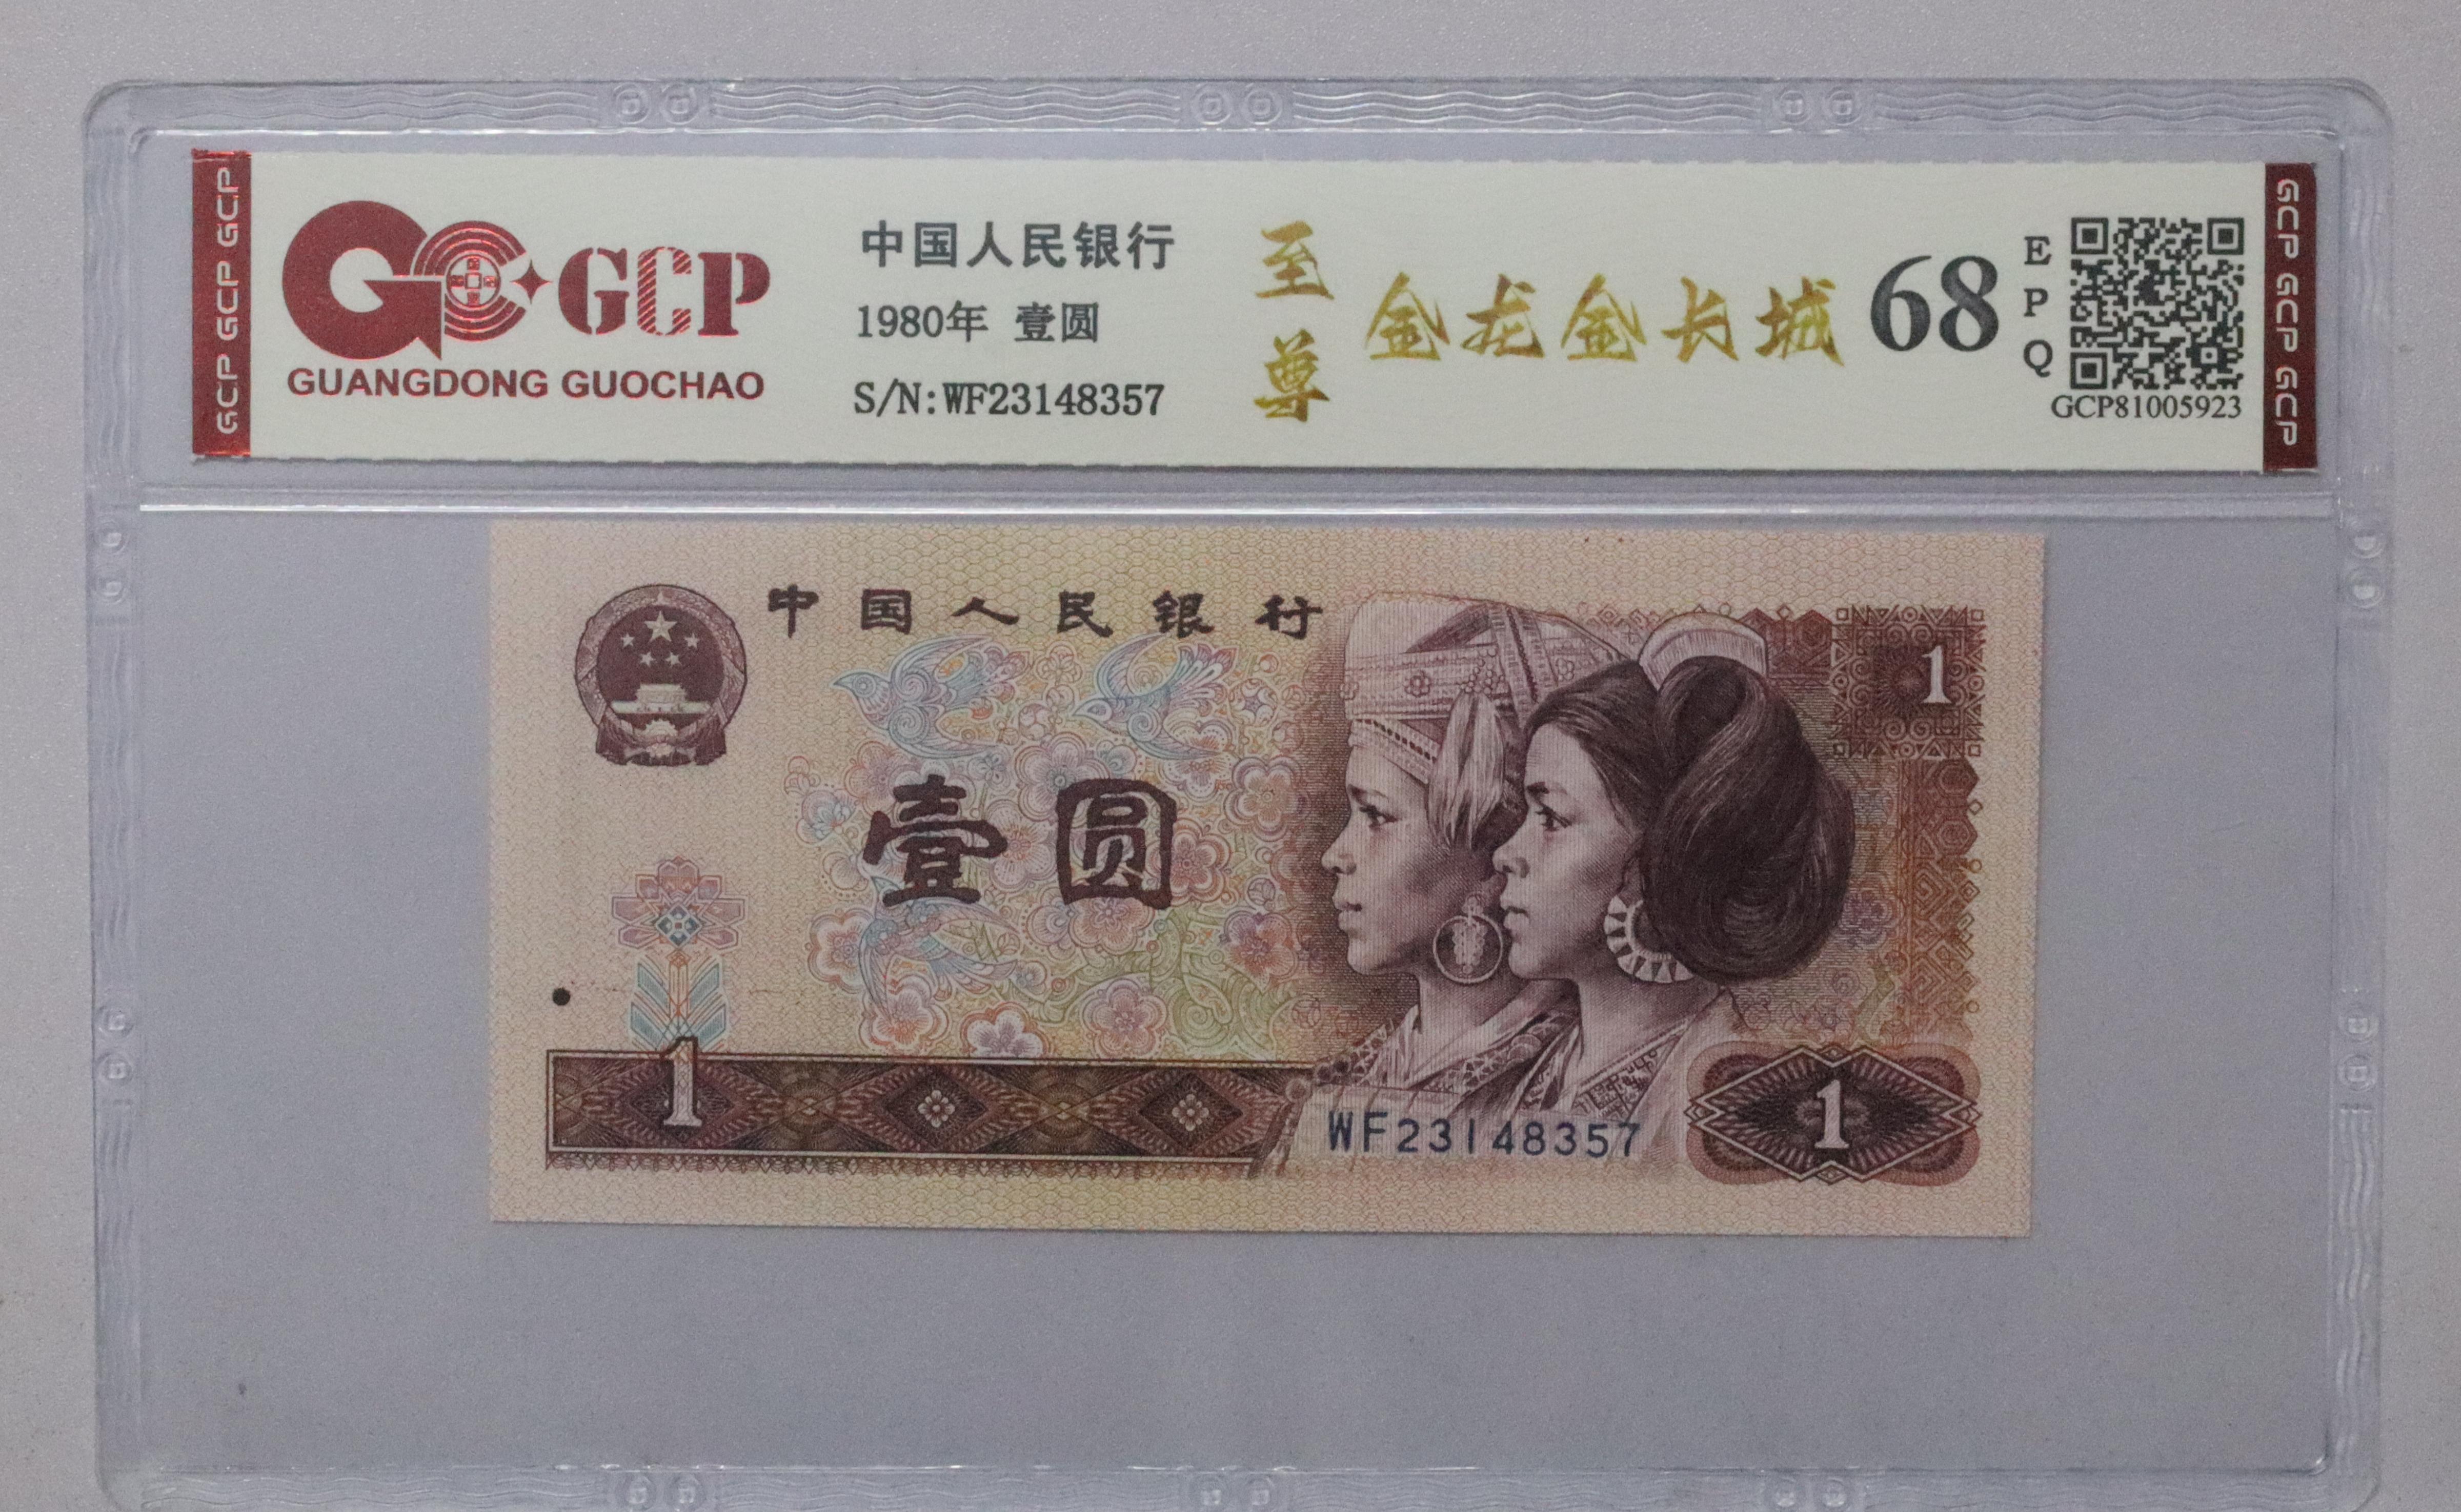 GCP GCP GCP
GCP
GUANGDONG GUOCHAO
中国人民银行
1980年 壹圆
S/N:WF23148357
至尊
金龙金长城
68
EPQ
GCP81005923
GCP GCP GCP
中国人民银行
1
壹圆
1
WF23148357
1